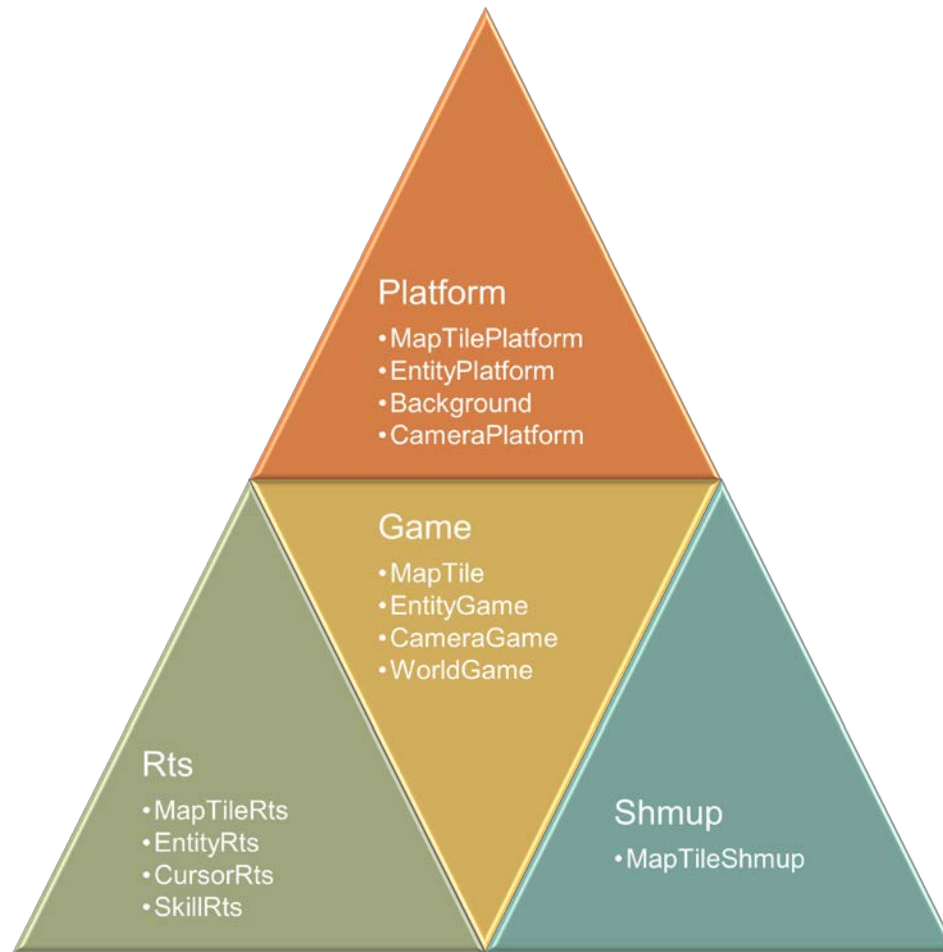 Platform
•MapTilePlatform
•EntityPlatform
•Background
•CameraPlatform
Game
•MapTile
•EntityGame
•CameraGame
•WorldGame
Rts
•MapTileRts
•EntityRts
•CursorRts
•SkillRts
Shmup
•MapTileShmup